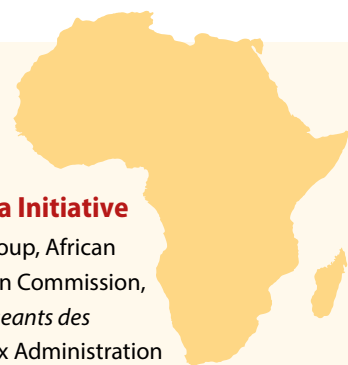 a Initiative
oup, African
n Commission,
eants des
x Administration